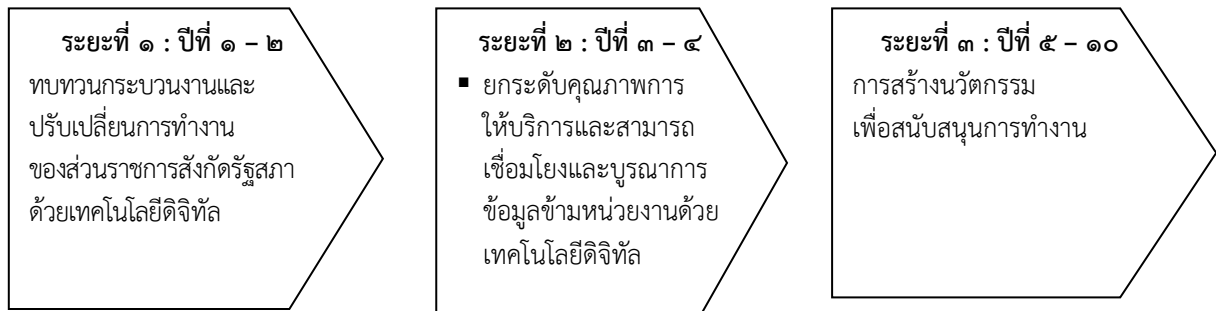 ระยะที่ ๑ : ปีที่ ๑ – ๒
ทบทวนกระบวนงานและ
ปรับเปลี่ยนการทำงาน
ของส่วนราชการสังกัดรัฐสภา
ด้วยเทคโนโลยีดิจิทัล
ระยะที่ ๒ : ปีที่ ๓ – ๔
▪ ยกระดับคุณภาพการ
ให้บริการและสามารถ
เชื่อมโยงและบูรณาการ
ข้อมูลข้ามหน่วยงานด้วย
เทคโนโลยีดิจิทัล
ระยะที่ ๓ : ปีที่ ๕ – ๑๐
การสร้างนวัตกรรม
เพื่อสนับสนุนการทำงาน